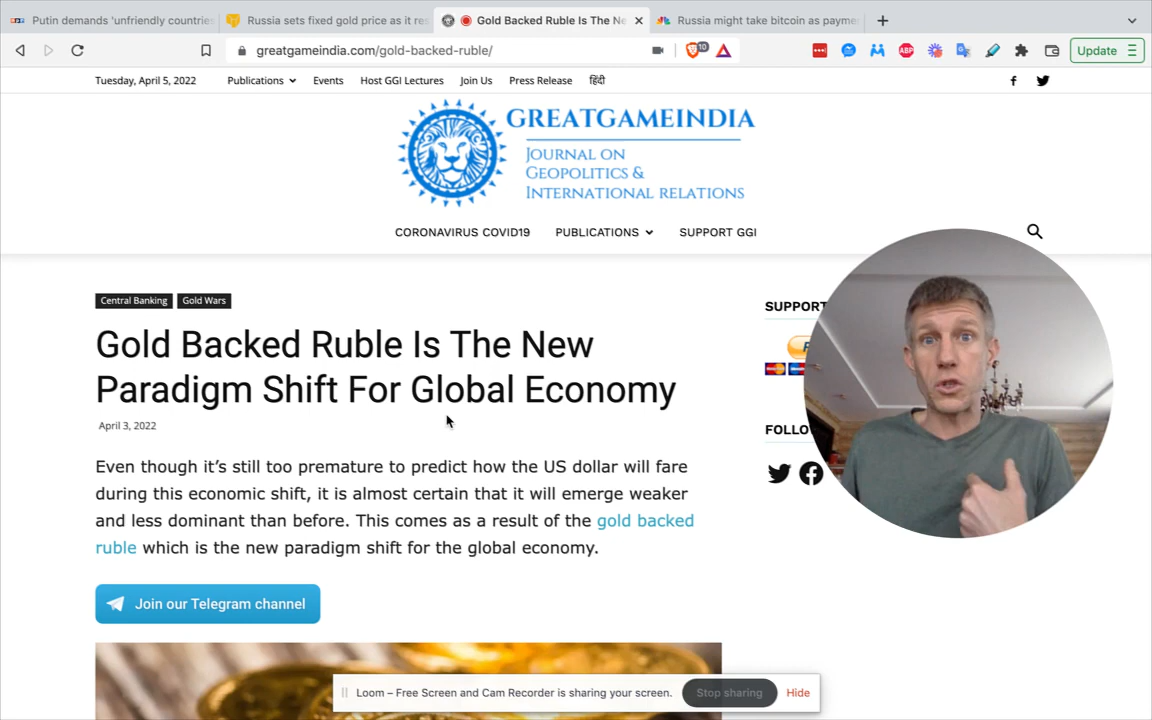 Putin demands 'unfriendly countries
Russia sets fixed gold price as it res
Gold Backed Ruble Is The Ne
Russia might take bitcoin as payme
greatgameindia.com/gold-backed-ruble/
10
ABP
Update
Tuesday, April 5, 2022
Publications
Events
Host GGI Lectures
Join Us
Press Release
हिंदी
GREATGAMEINDIA
JOURNAL ON
GEOPOLITICS &
INTERNATIONAL RELATIONS
CORONAVIRUS COVID19
PUBLICATIONS
SUPPORT GGI
Central Banking
Gold Wars
Gold Backed Ruble Is The New
Paradigm Shift For Global Economy
April 3, 2022
Even though it's still too premature to predict how the US dollar will fare
during this economic shift, it is almost certain that it will emerge weaker
and less dominant than before. This comes as a result of the gold backed
ruble which is the new paradigm shift for the global economy.
Join our Telegram channel
SUPPORT
FOLLO
Loom – Free Screen and Cam Recorder is sharing your screen.
Stop sharing
Hide